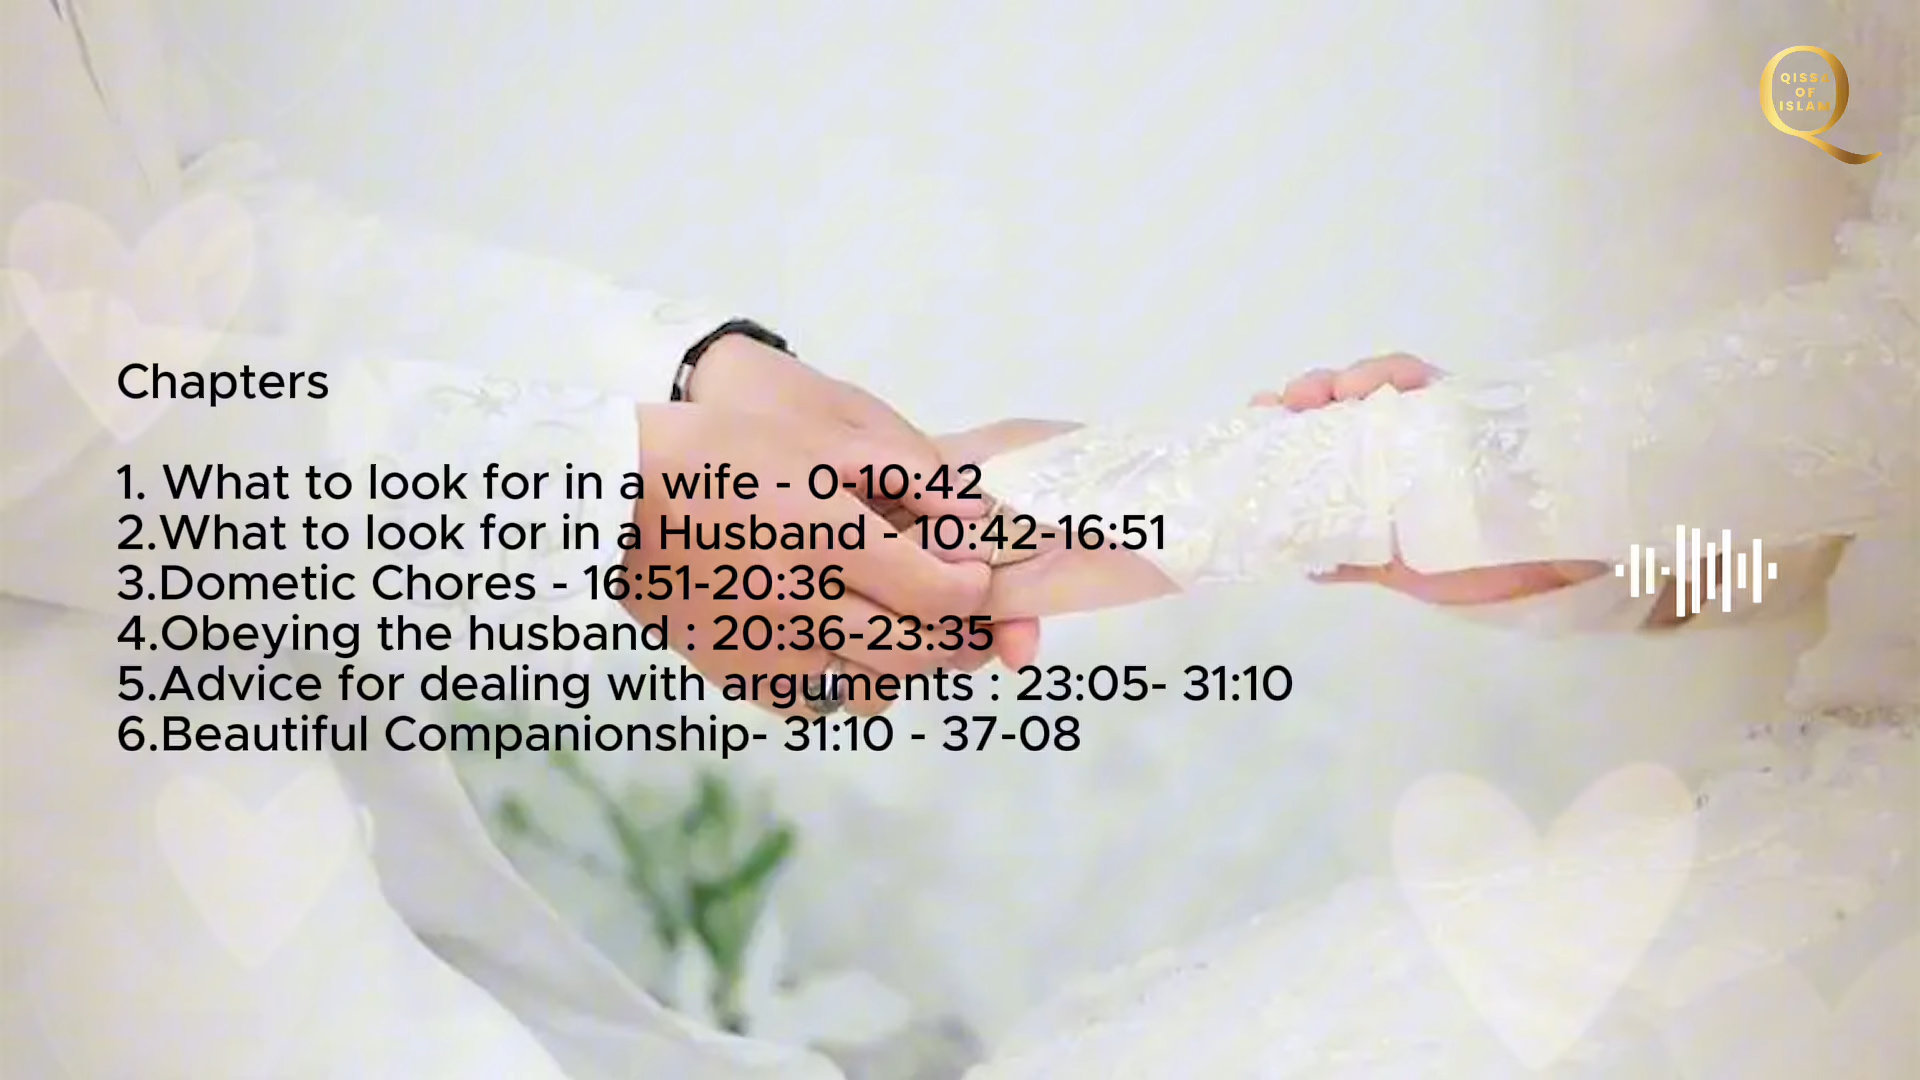 QISSA
OF
ISLAM
Chapters
1. What to look for in a wife - 0-10:42
2.What to look for in a Husband - 10:42-16:51
3.Dometic Chores - 16:51-20:36
4.Obeying the husband : 20:36-23:35
5.Advice for dealing with arguments : 23:05- 31:10
6.Beautiful Companionship- 31:10 - 37-08